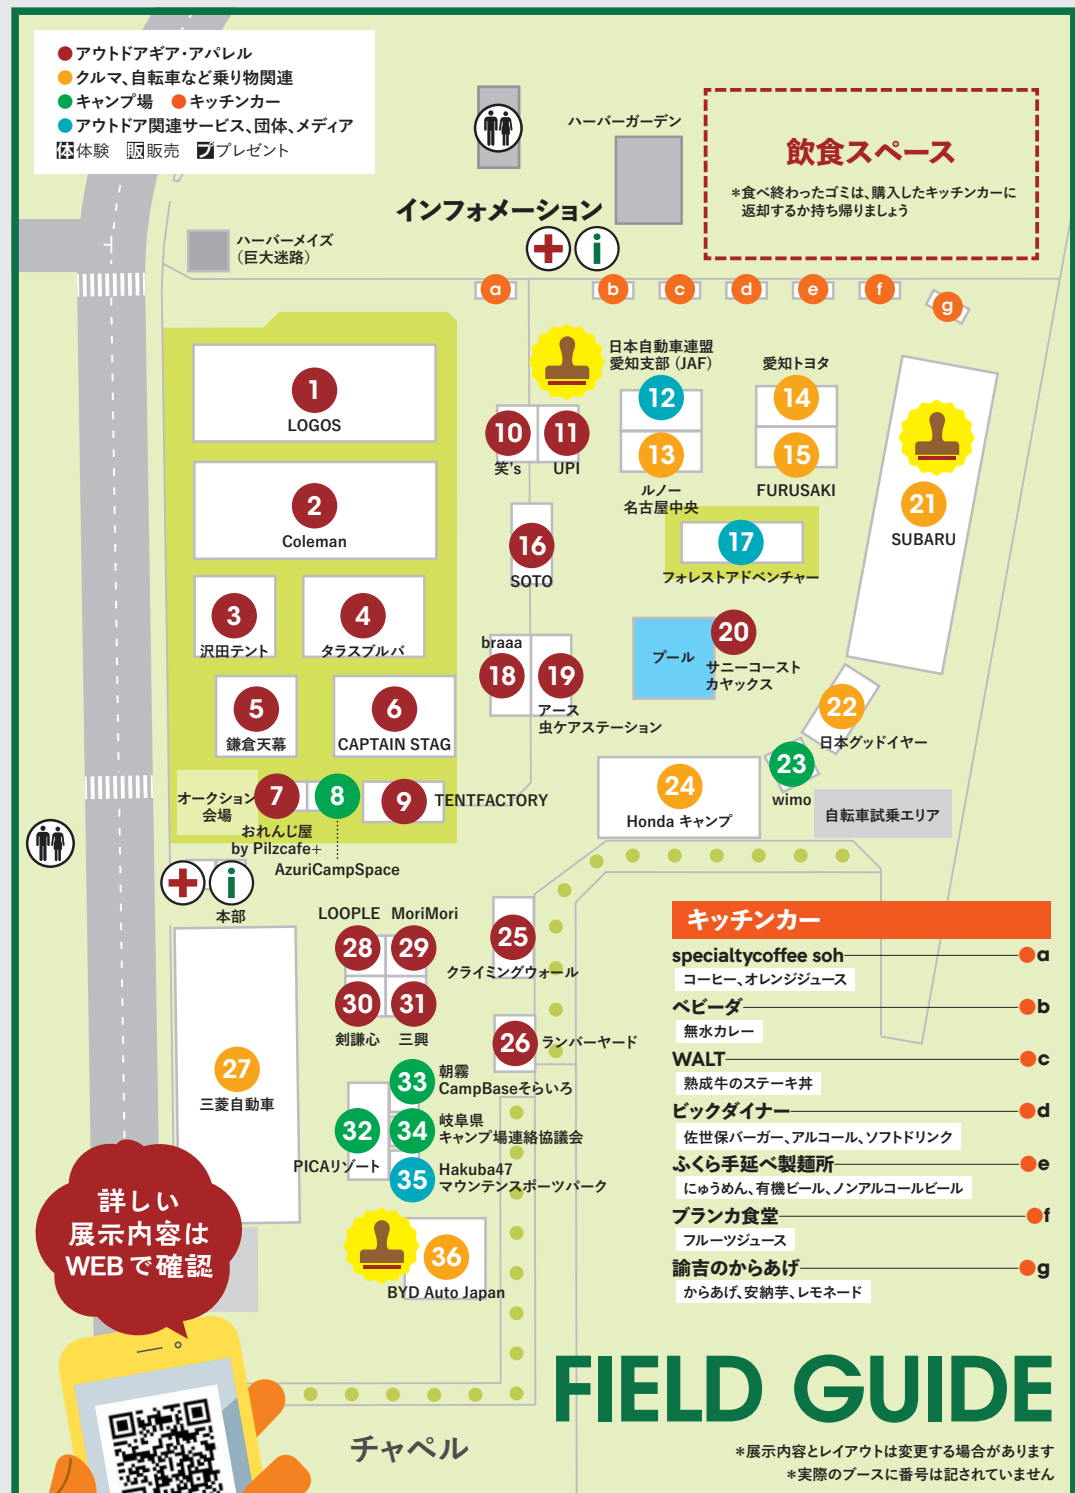 アウトドアギア・アパレル
クルマ、自転車など乗り物関連
キャンプ場 キッチンカー
アウトドア関連サービス、団体、メディア
体 体験 販 販売 プ プレゼント
ハーバーガーデン
飲食スペース
*食べ終わったゴミは、購入したキッチンカーに
返却するか持ち帰りましょう
インフォメーション
i
ハーバーメイズ
(巨大迷路)
a
b
c
d
e
f
g
1
LOGOS
2
Coleman
3
沢田テント
4
タラスブルバ
5
鎌倉天幕
6
CAPTAIN STAG
オークション
会場
7
おれんじ屋
by Pilzcafe+
8
AzuriCampSpace
9
TENTFACTORY
10
笑's
11
UPI
日本自動車連盟
愛知支部(JAF)
12
13
ルノー
名古屋中央
愛知トヨタ
14
15
FURUSAKI
16
SOTO
17
フォレストアドベンチャー
braaa
18
19
アース
虫ケアステーション
プール
20
サニーコースト
カヤックス
21
SUBARU
22
日本グッドイヤー
23
wimo
24
Honda キャンプ
自転車試乗エリア
i
本部
25
クライミングウォール
26
ランバーヤード
27
三菱自動車
LOOPLE
28
MoriMori
29
30
剣謙心
31
三興
32
PICAリゾート
33
朝霧
CampBaseそらいろ
34
岐阜県
キャンプ場連絡協議会
35
Hakuba47
マウンテンスポーツパーク
36
BYD Auto Japan
キッチンカー
specialtycoffee soh a
コーヒー、オレンジジュース
ベビーダ b
無水カレー
WALT c
熟成牛のステーキ丼
ビックダイナー d
佐世保バーガー、アルコール、ソフトドリンク
ふくら手延べ製麺所 e
にゅうめん、有機ビール、ノンアルコールビール
ブランカ食堂 f
フルーツジュース
諭吉のからあげ g
からあげ、安納芋、レモネード
詳しい
展示内容は
WEBで確認
チャペル
FIELD GUIDE
*展示内容とレイアウトは変更する場合があります
*実際のブースに番号は記されていません